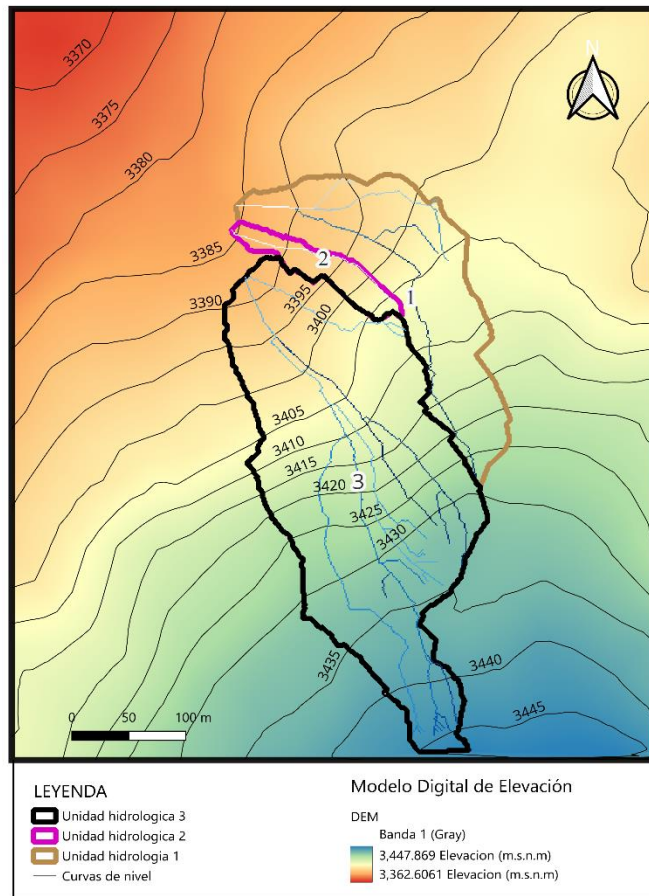 3370
N
3375
3380
3385
2
3390
3395
1
3400
3405
3410
3415
3420
3
3425
3430
3435
3440
3445
0 50 100 m
LEYENDA
Unidad hidrologica 3
Unidad hidrologica 2
Unidad hidrologia 1
Curvas de nivel
Modelo Digital de Elevación
DEM
Banda 1 (Gray)
3,447.869 Elevacion (m.s.n.m)
3,362.6061 Elevacion (m.s.n.m)